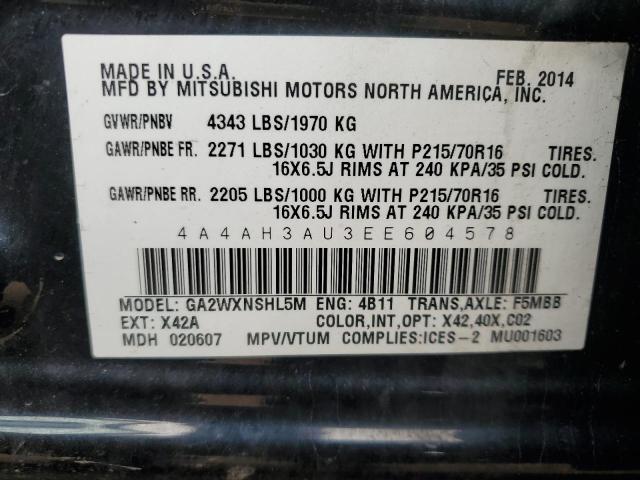 MADE IN U.S.A. FEB. 2014
MFD BY MITSUBISHI MOTORS NORTH AMERICA, INC.
GVWR/PNBV 4343 LBS/1970 KG
GAWR/PNBE FR. 2271 LBS/1030 KG WITH P215/70R16 TIRES.
16X6.5J RIMS AT 240 KPA/35 PSI COLD.
GAWR/PNBE RR. 2205 LBS/1000 KG WITH P215/70R16 TIRES.
16X6.5J RIMS AT 240 KPA/35 PSI COLD.
4A4AH3AU3EE604578
MODEL: GA2WXNSHL5M ENG: 4B11 TRANS,AXLE: F5MBB
EXT: X42A COLOR,INT,OPT: X42,40X,C02
MDH 020607 MPV/VTUM COMPLIES:ICES-2 MU001603